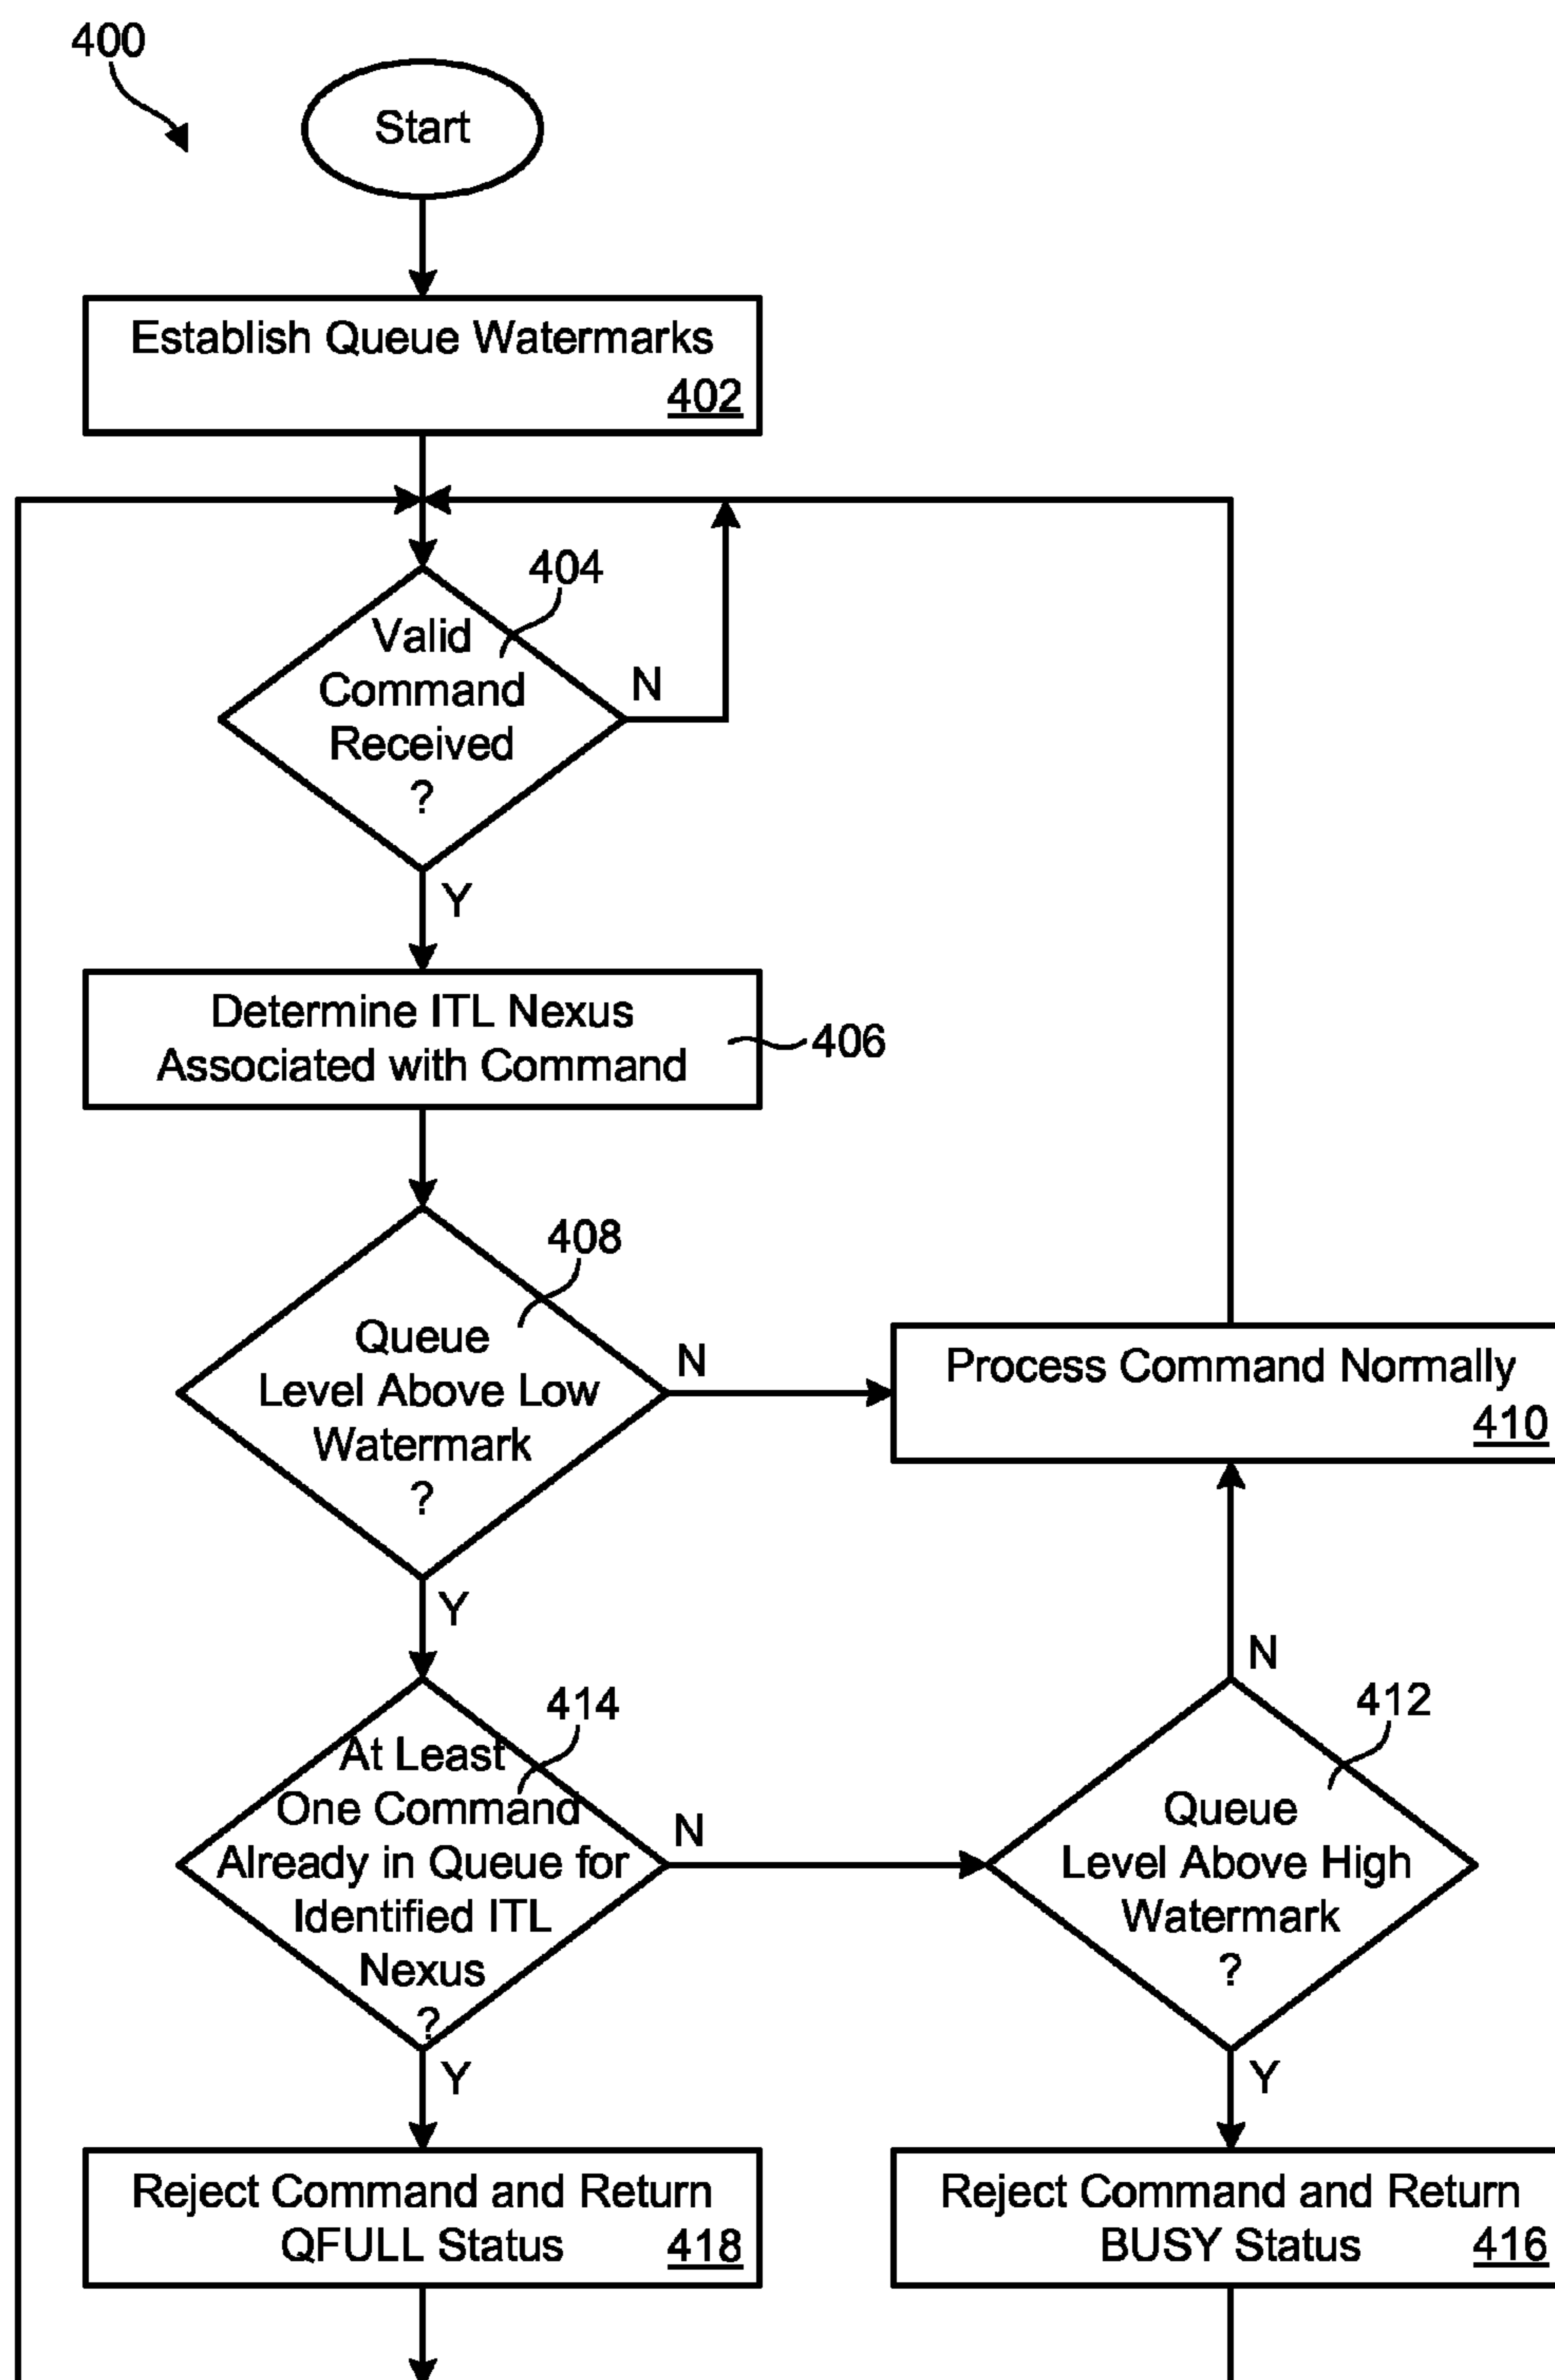 400
Start
Establish Queue Watermarks
402
404
Valid
Command
Received
?
N
Y
Determine ITL Nexus
Associated with Command
406
408
Queue
Level Above Low
Watermark
?
N
Y
Process Command Normally
410
N
414
At Least
One Command
Already in Queue for
Identified ITL
Nexus
?
N
Y
412
Queue
Level Above High
Watermark
?
Y
Reject Command and Return
QFULL Status 418
Reject Command and Return
BUSY Status 416